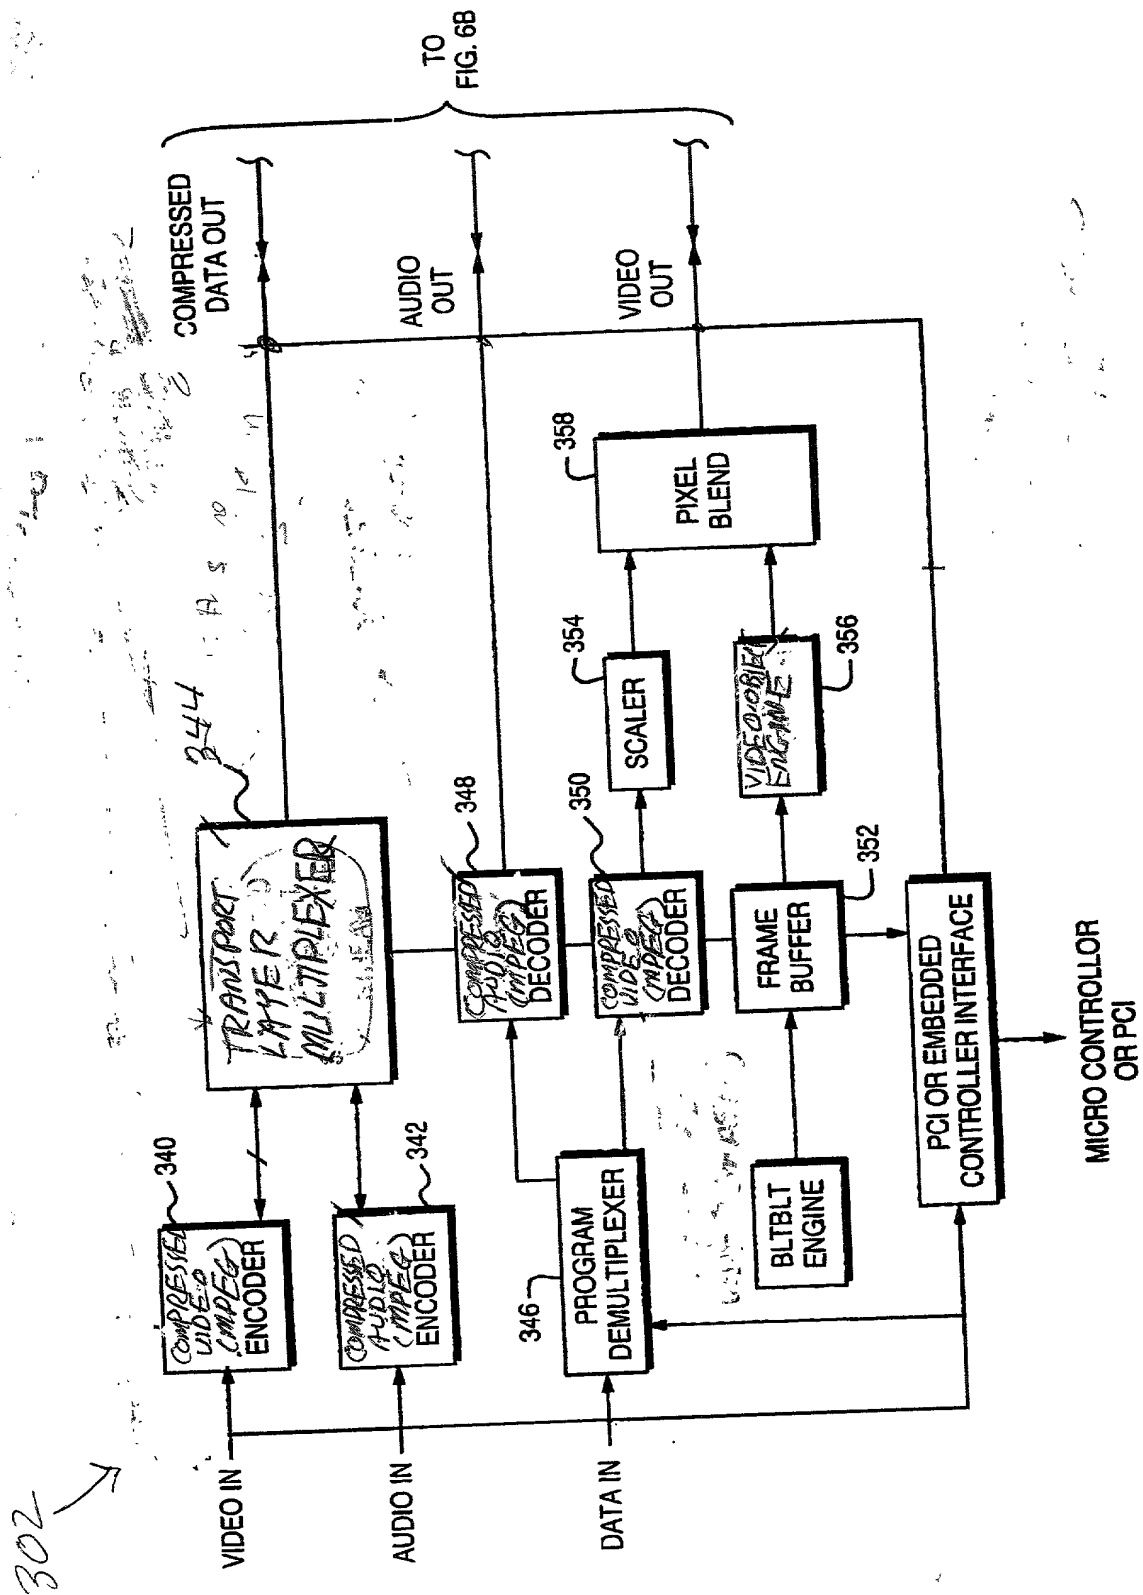 302
VIDEO IN
AUDIO IN
DATA IN
340
COMPRESSED
VIDEO
(MPEG)
ENCODER
342
COMPRESSED
AUDIO
(MPEG)
ENCODER
344
TRANSPORT
LAYER
MULTIPLEXER
346
PROGRAM
DEMULTIPLEXER
348
COMPRESSED
AUDIO
(MPEG)
DECODER
350
COMPRESSED
VIDEO
(MPEG)
DECODER
BLTBLT
ENGINE
352
FRAME
BUFFER
354
SCALER
356
VIDEO OBJECT
ENGINE
358
PIXEL
BLEND
PCI OR EMBEDDED
CONTROLLER INTERFACE
MICRO CONTROLLOR
OR PCI
COMPRESSED
DATA OUT
AUDIO
OUT
VIDEO
OUT
TO
FIG. 6B